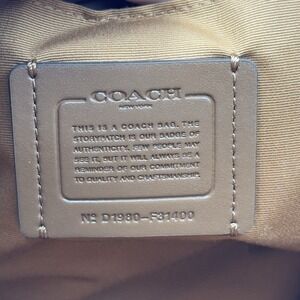 COACH
NEW YORK
THIS IS A COACH BAG. THE
STORYPATCH IS OUR BADGE OF
AUTHENTICITY. FEW PEOPLE MAY
SEE IT, BUT IT WILL ALWAYS BE A
REMINDER OF OUR COMMITMENT
TO QUALITY AND CRAFTSMANSHIP.
Nº D1980-F31400